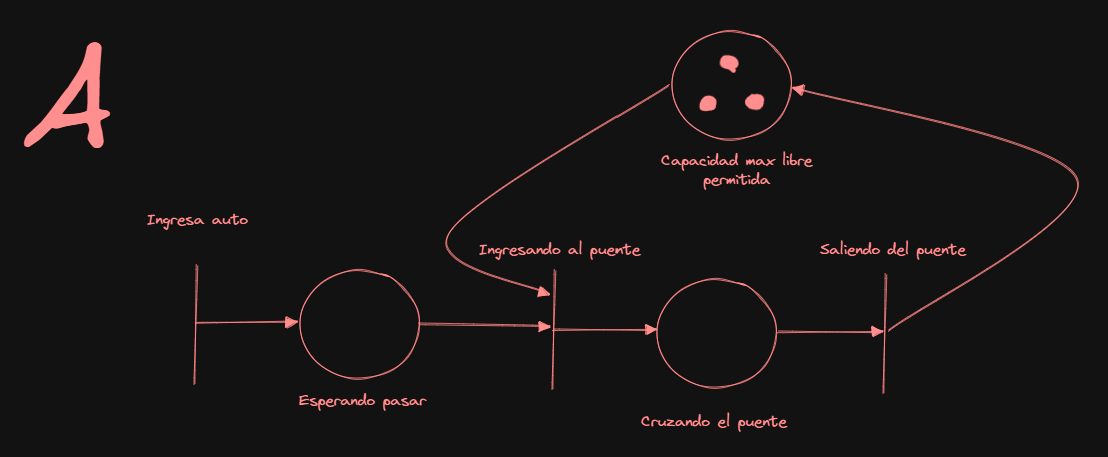 A
Capacidad max libre
permitida
Ingresa auto
Ingresando al puente
Saliendo del puente
Esperando pasar
Cruzando el puente